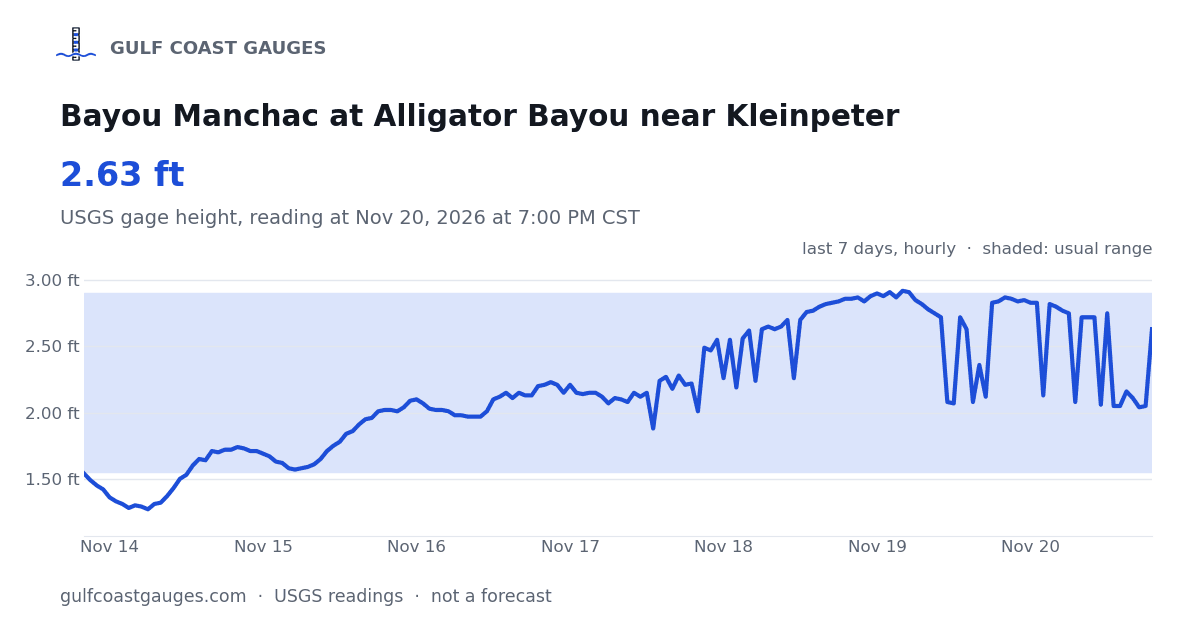 GULF COAST GAUGES
Bayou Manchac at Alligator Bayou near Kleinpeter
2.63 ft
USGS gage height, reading at Nov 20, 2026 at 7:00 PM CST
last 7 days, hourly · shaded: usual range
3.00 ft
2.50 ft
2.00 ft
1.50 ft
Nov 14 Nov 15 Nov 16 Nov 17 Nov 18 Nov 19 Nov 20
gulfcoastgauges.com · USGS readings · not a forecast